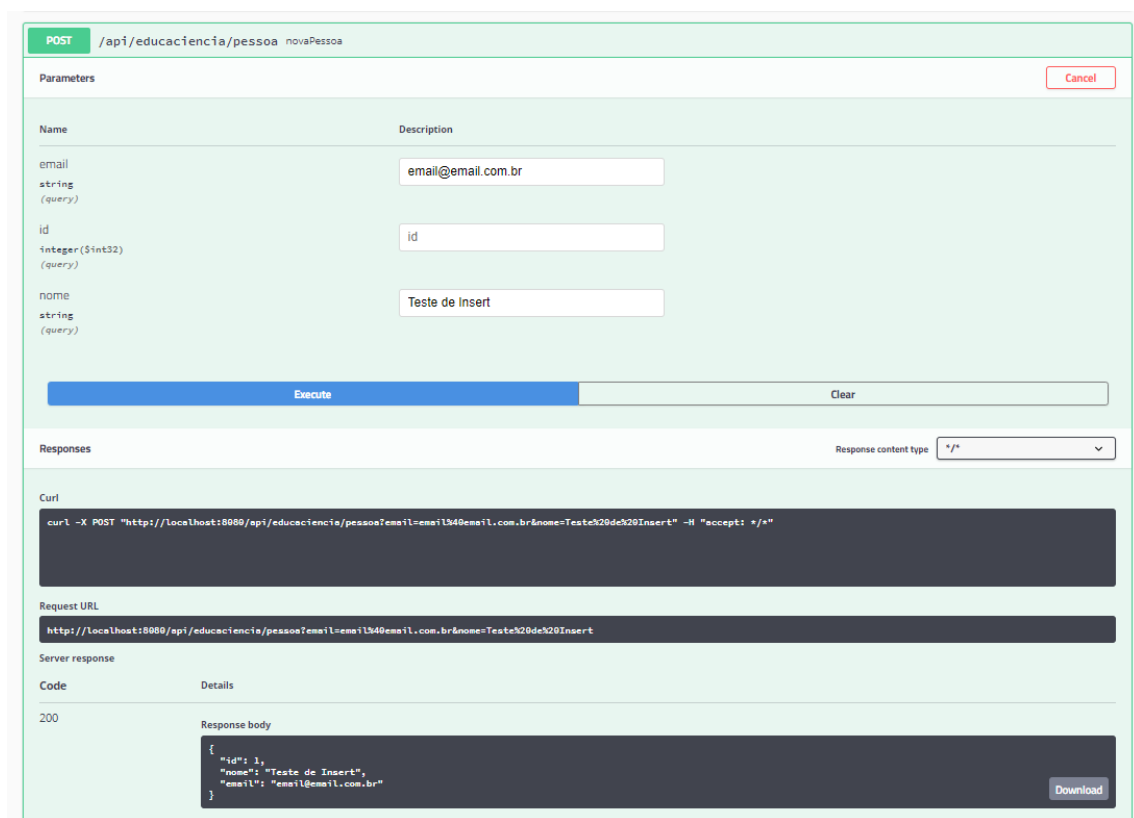 POST /api/educaciencia/pessoa novaPessoa
Parameters Cancel
Name Description
email email@email.com.br
string
(query)
id id
integer($int32)
(query)
nome Teste de Insert
string
(query)
Execute Clear
Responses Response content type */*
Curl
curl -X POST "http://localhost:8080/api/educaciencia/pessoa?email=email%40email.com.br&nome=Teste%20de%20Insert" -H "accept: */*"
Request URL
http://localhost:8080/api/educaciencia/pessoa?email=email%40email.com.br&nome=Teste%20de%20Insert
Server response
Code Details
200
Response body
{
"id": 1,
"nome": "Teste de Insert",
"email": "email@email.com.br"
}
Download